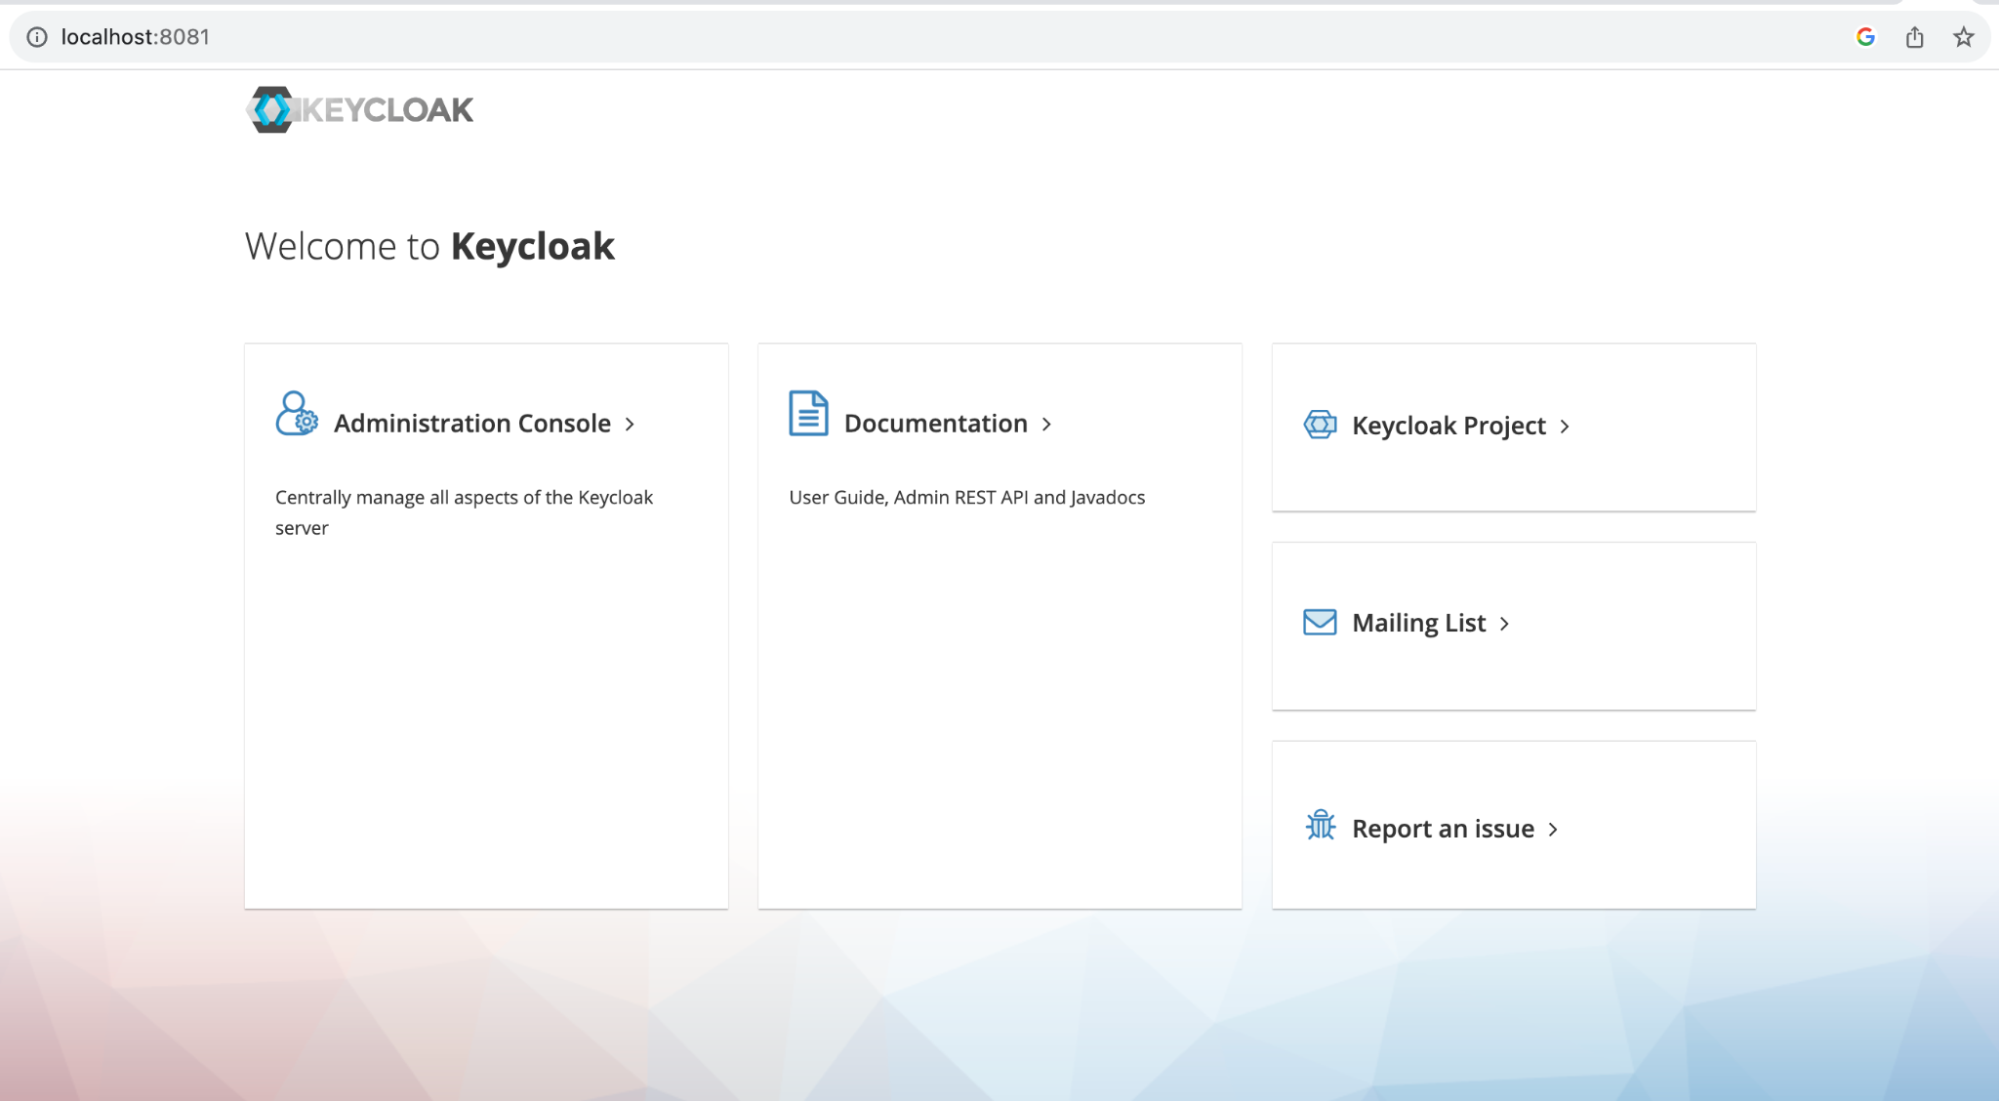 localhost:8081
KEYCLOAK
Welcome to Keycloak
Administration Console
Centrally manage all aspects of the Keycloak
server
Documentation
User Guide, Admin REST API and Javadocs
Keycloak Project
Mailing List
Report an issue